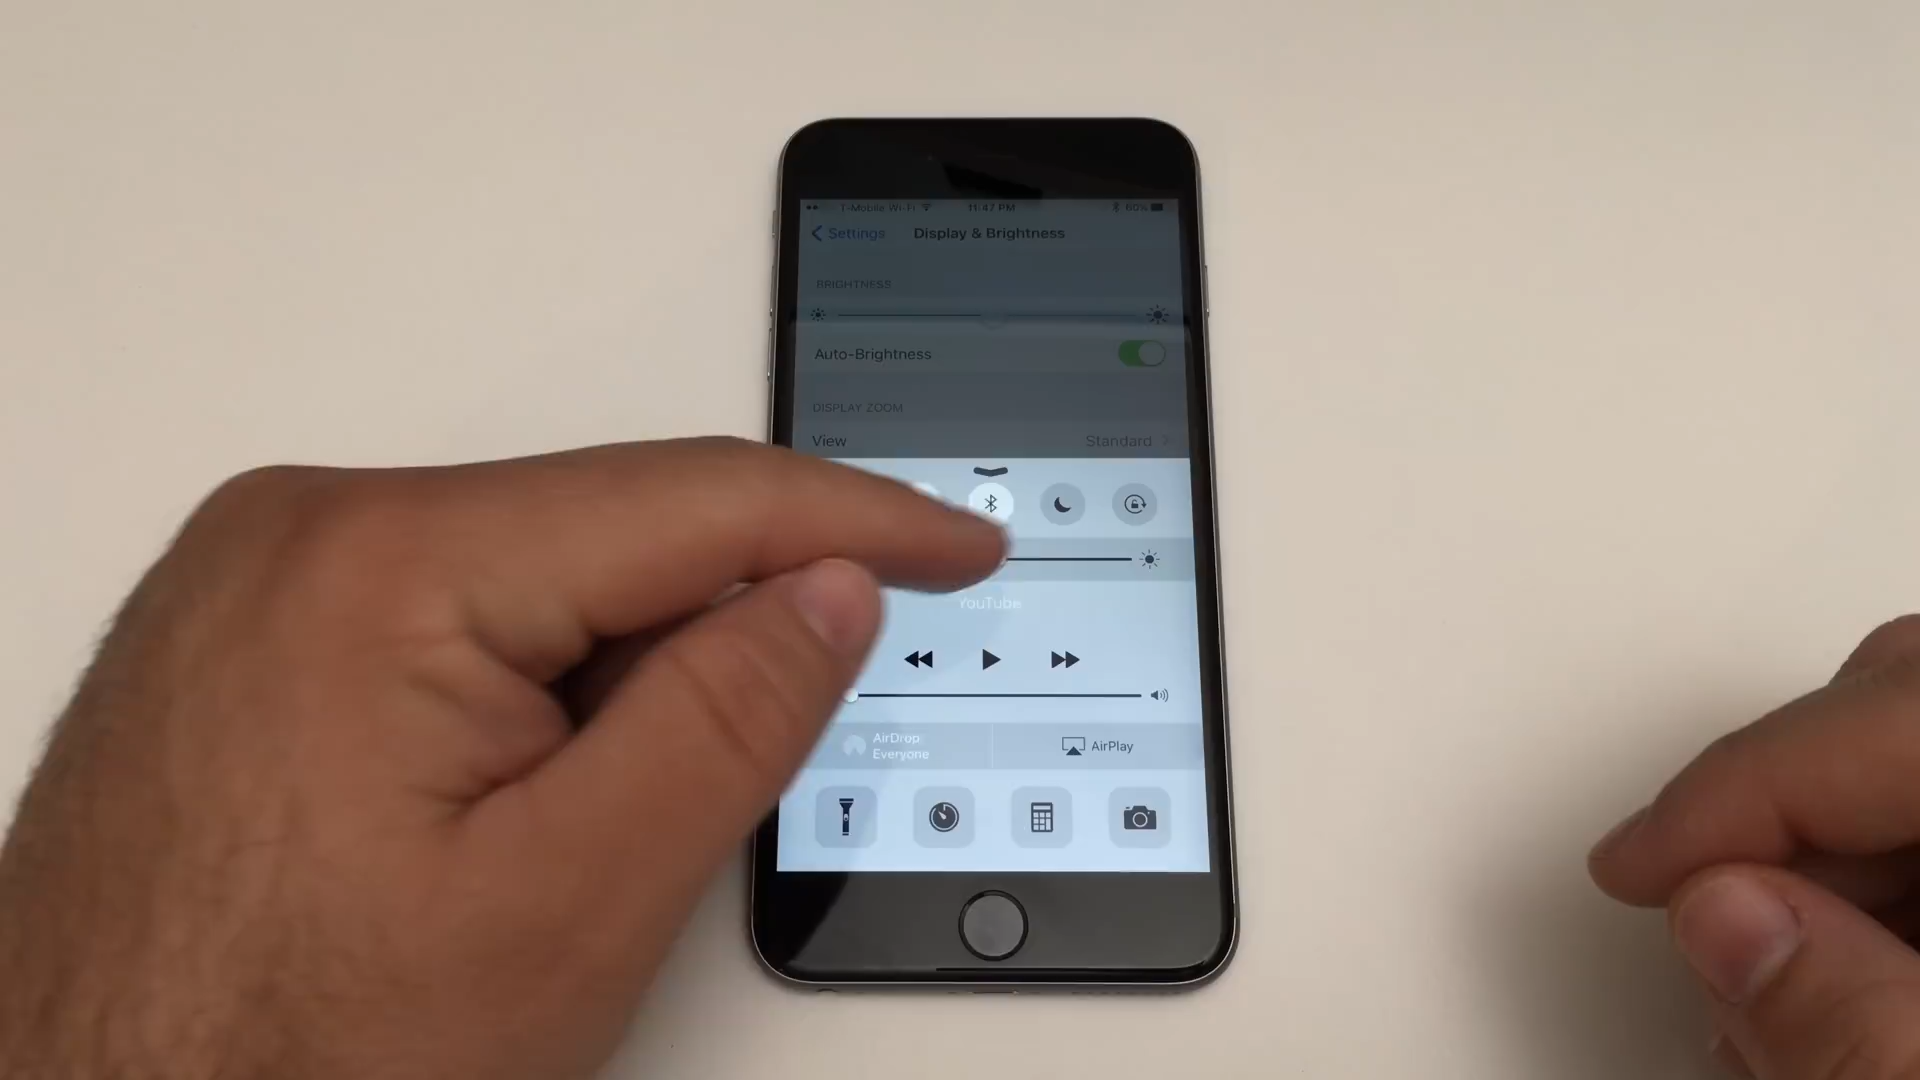 T-Mobile Wi-Fi 11:47 PM 60%
Settings Display & Brightness
BRIGHTNESS
Auto-Brightness
DISPLAY ZOOM
View Standard
YouTube
AirDrop:
Everyone
AirPlay